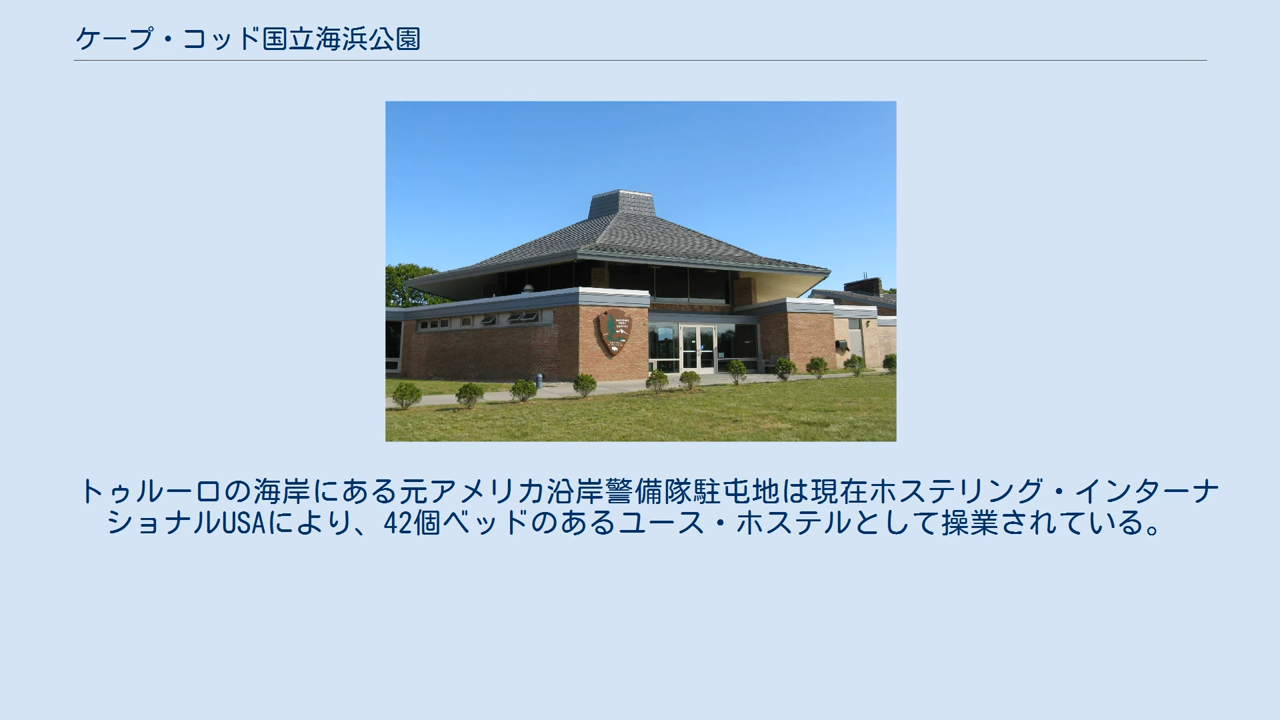 ケープ・コッド国立海浜公園
トゥルーロの海岸にある元アメリカ沿岸警備隊駐屯地は現在ホステリング・インターナ
ショナルUSAにより、42個ベッドのあるユース・ホステルとして操業されている。